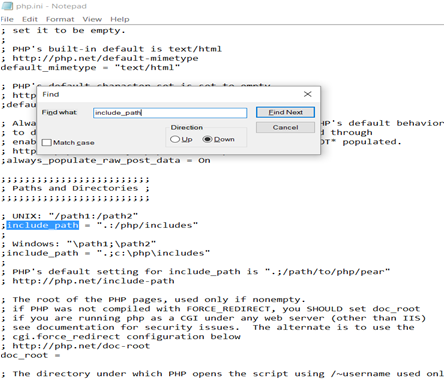 php.ini - Notepad
File Edit Format View Help
; set it to be empty.
;
; PHP's built-in default is text/html
; http://php.net/default-mimetype
default_mimetype = "text/html"
; PHP's default character set is set to empty.
; http
;defau
Find
Find what: include_path
Find Next
Cancel
Direction
Up Down
Match case
; Alwa HP's default behavior
; to d d through
; enab OT* populated.
; http
;always_populate_raw_post_data = On
;;;;;;;;;;;;;;;;;;;;;;;;;
; Paths and Directories ;
;;;;;;;;;;;;;;;;;;;;;;;;;
; UNIX: "/path1:/path2"
;include_path = ".:/php/includes"
;
; Windows: "\path1;\path2"
;include_path = ".;c:\php\includes"
;
; PHP's default setting for include_path is ".;/path/to/php/pear"
; http://php.net/include-path
; The root of the PHP pages, used only if nonempty.
; if PHP was not compiled with FORCE_REDIRECT, you SHOULD set doc_root
; if you are running php as a CGI under any web server (other than IIS)
; see documentation for security issues. The alternate is to use the
; cgi.force_redirect configuration below
; http://php.net/doc-root
doc_root =
; The directory under which PHP opens the script using /~username used onl